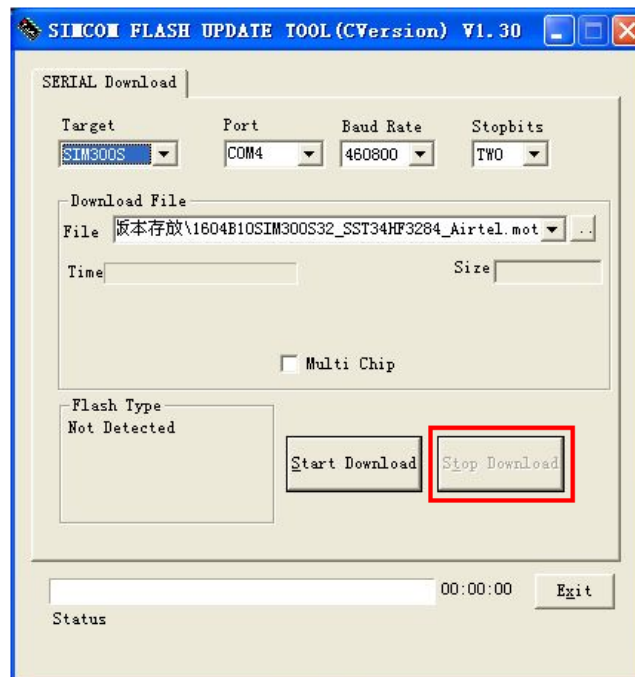 SIMCOM FLASH UPDATE TOOL(CVersion) V1.30
SERIAL Download
Target Port Baud Rate Stopbits
SIM300S COM4 460800 TWO
Download File
File 版本存放\1604B10SIM300S32_SST34HF3284_Airtel.mot ..
Time Size
Multi Chip
Flash Type
Not Detected
Start Download Stop Download
00:00:00 Exit
Status